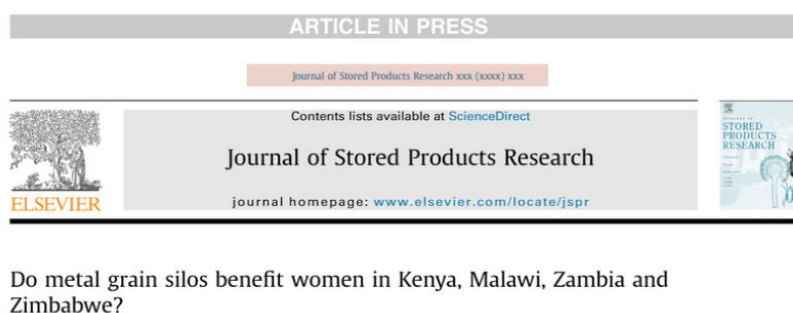 ARTICLE IN PRESS
Journal of Stored Products Research xxx (xxxx) xxx
Contents lists available at ScienceDirect
Journal of Stored Products Research
journal homepage: www.elsevier.com/locate/jspr
ELSEVIER
STORED
PRODUCTS
RESEARCH
Do metal grain silos benefit women in Kenya, Malawi, Zambia and
Zimbabwe?